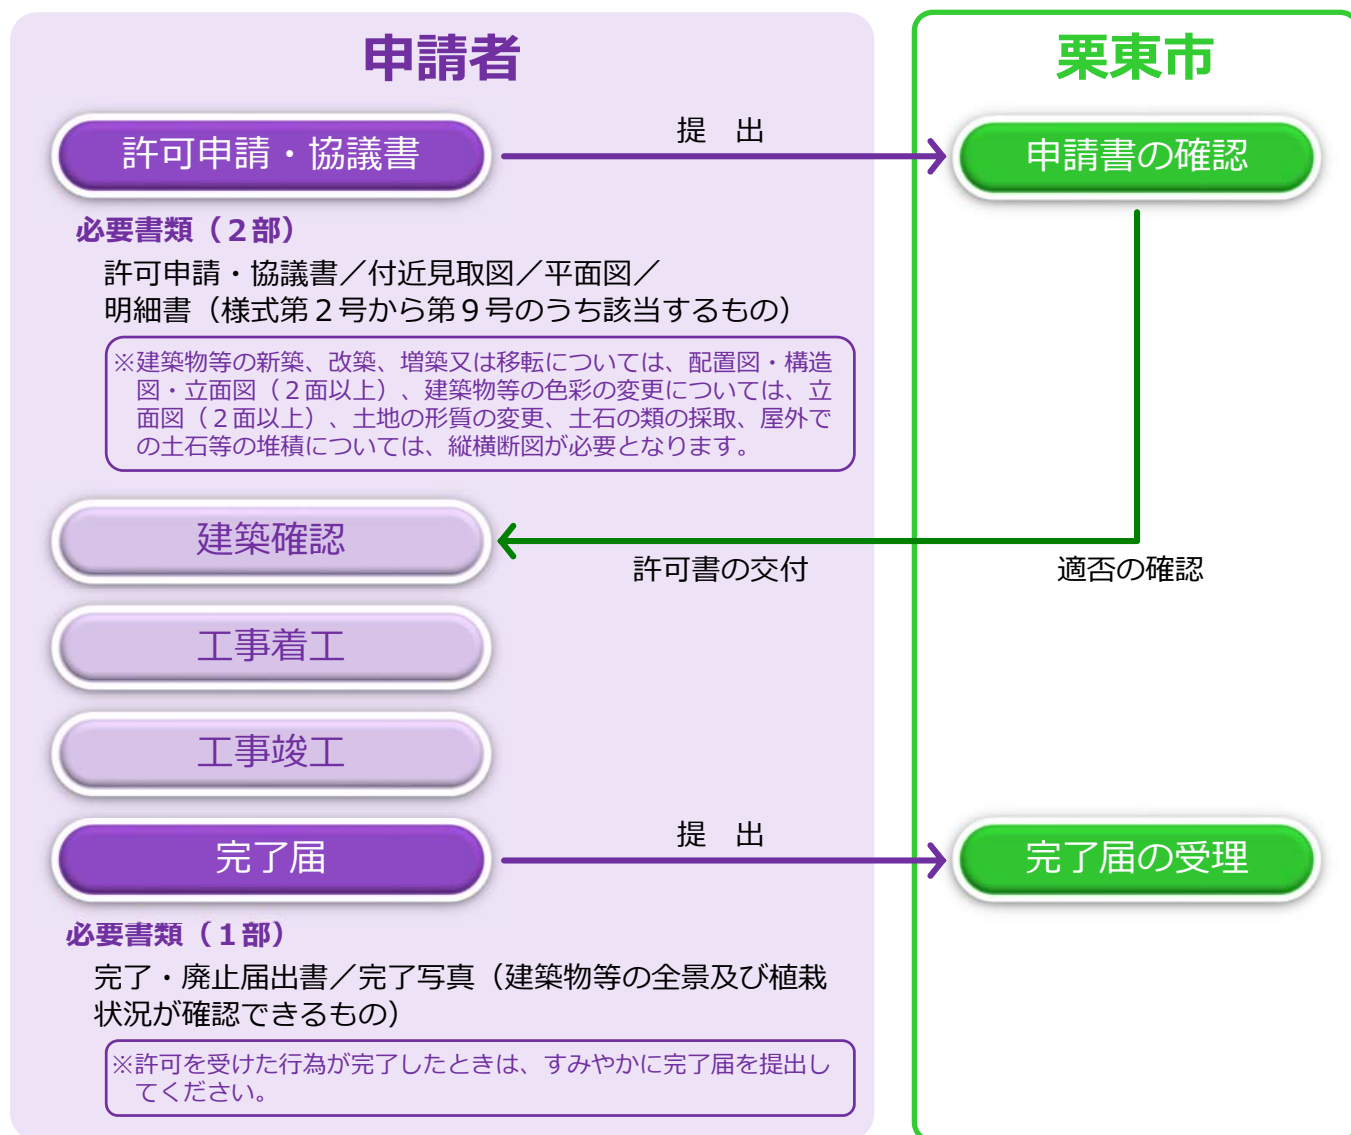 申請者
栗東市
許可申請・協議書
提　出
申請書の確認
必要書類（２部）
許可申請・協議書／付近見取図／平面図／
明細書（様式第２号から第９号のうち該当するもの）
※建築物等の新築、改築、増築又は移転については、配置図・構造
図・立面図（２面以上）、建築物等の色彩の変更については、立
面図（２面以上）、土地の形質の変更、土石の類の採取、屋外で
の土石等の堆積については、縦横断図が必要となります。
建築確認
許可書の交付
適否の確認
工事着工
工事竣工
完了届
提　出
完了届の受理
必要書類（１部）
完了・廃止届出書／完了写真（建築物等の全景及び植栽
状況が確認できるもの）
※許可を受けた行為が完了したときは、すみやかに完了届を提出し
てください。